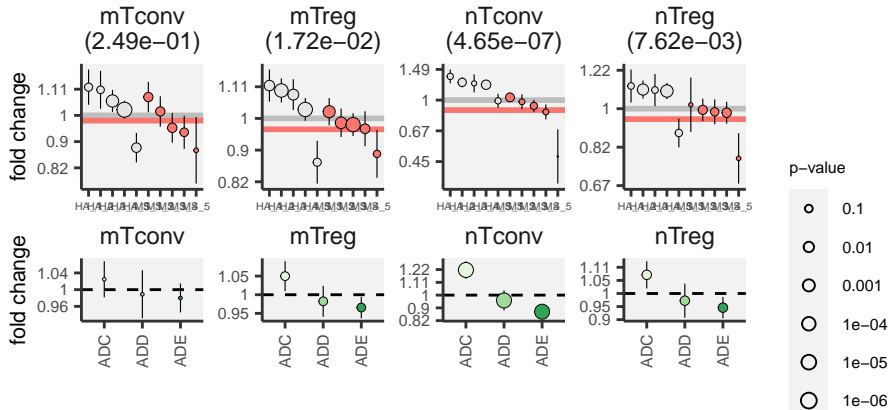 mTconv mTreg nTconv nTreg
(2.49e−01) (1.72e−02) (4.65e−07) (7.62e−03)
fold change
1.11
1
0.9
0.82
1.11
1
0.9
0.82
1.49
1
0.67
0.45
1.22
1
0.82
0.67
mTconv mTreg nTconv nTreg
fold change
1.04
1
0.96
1.05
1
0.95
1.22
1.11
1
0.9
0.82
1.11
1.05
1
0.95
0.9
ADC ADD ADE
ADC ADD ADE
ADC ADD ADE
ADC ADD ADE
p−value
0.1
0.01
0.001
1e−04
1e−05
1e−06